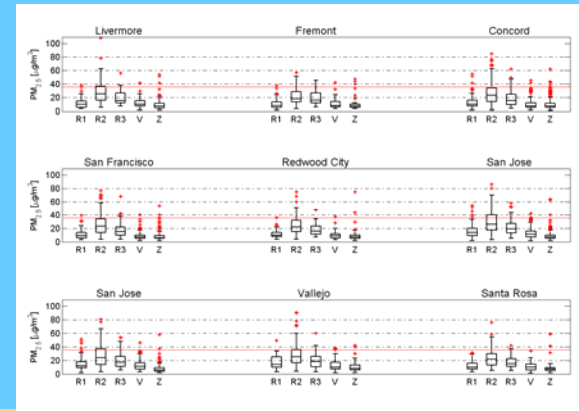 Livermore
Fremont
Concord
PM2.5 [μg/m3]
100
80
60
40
20
0
R1 R2 R3 V Z
R1 R2 R3 V Z
R1 R2 R3 V Z
San Francisco
Redwood City
San Jose
PM2.5 [μg/m3]
100
80
60
40
20
0
R1 R2 R3 V Z
R1 R2 R3 V Z
R1 R2 R3 V Z
San Jose
Vallejo
Santa Rosa
PM2.5 [μg/m3]
100
80
60
40
20
0
R1 R2 R3 V Z
R1 R2 R3 V Z
R1 R2 R3 V Z